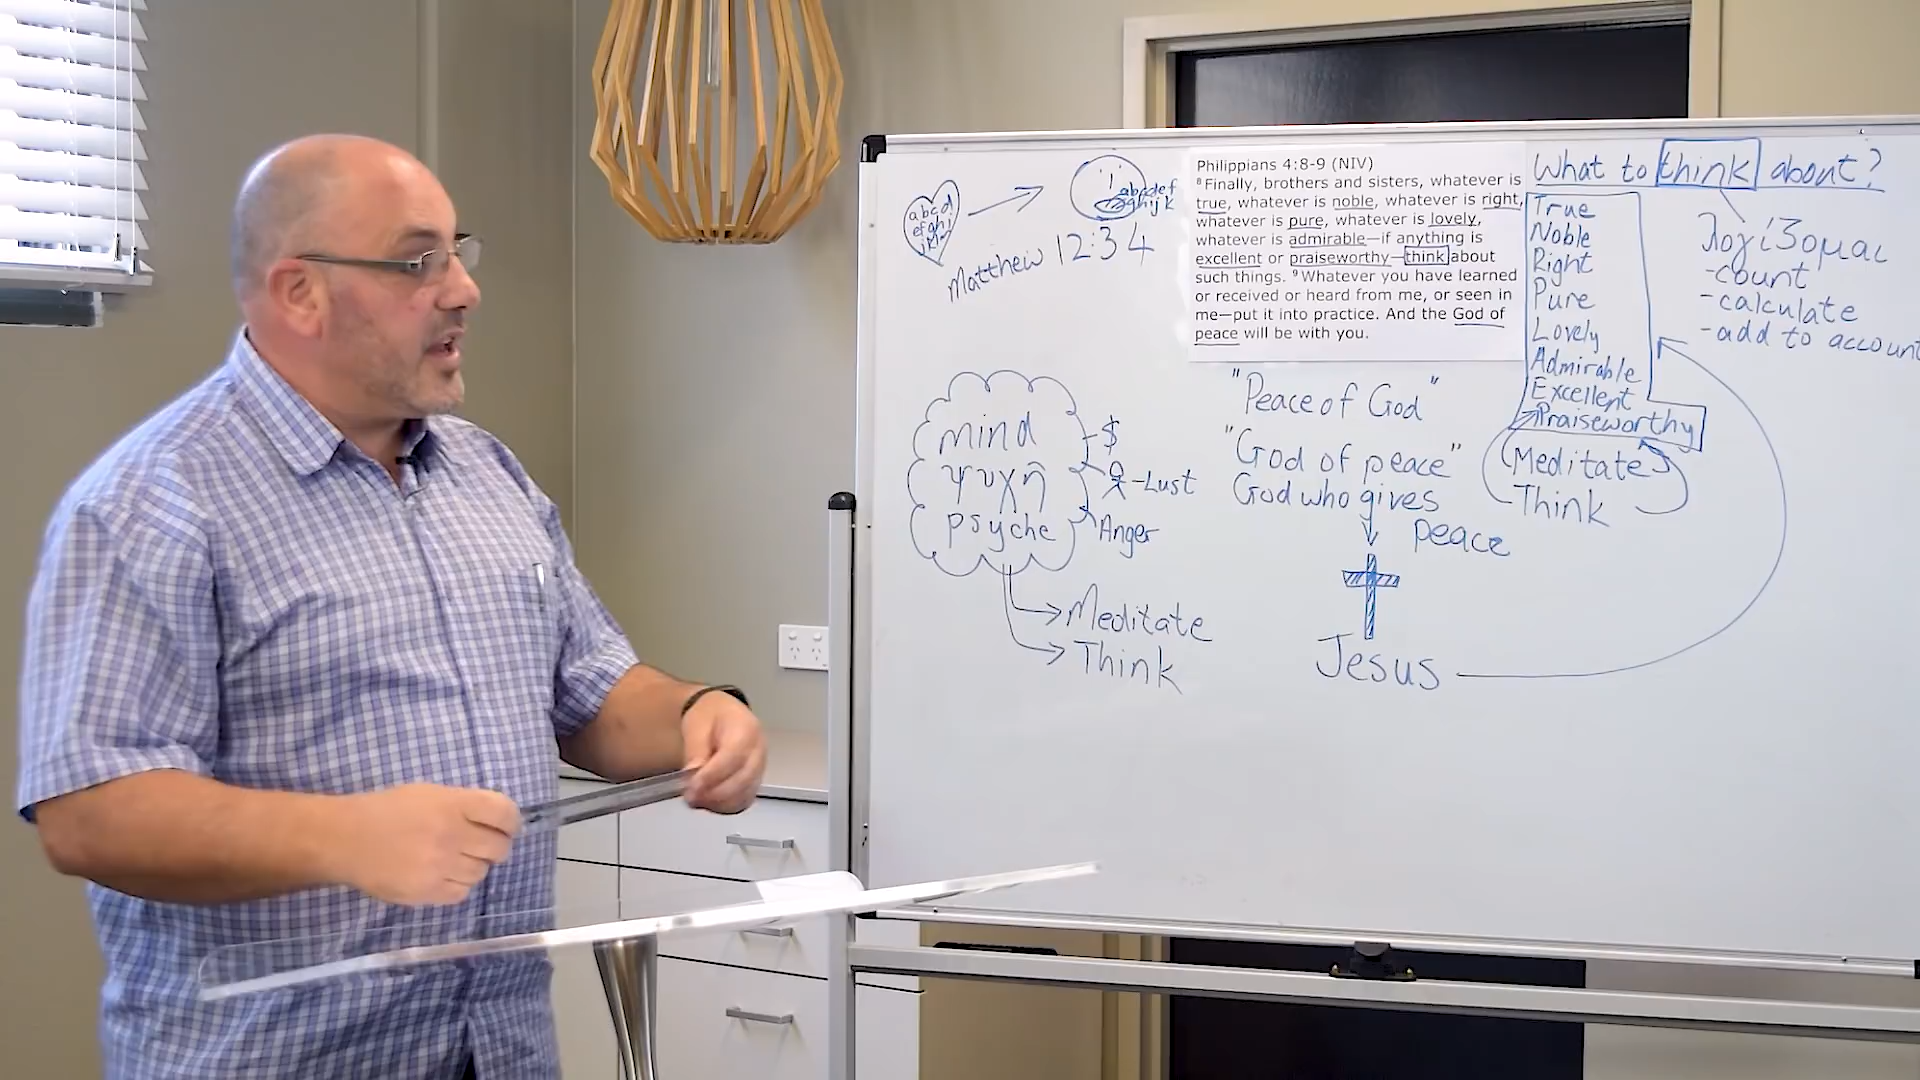 abcd
efghi
jkl
abcdef
ghijk
Matthew 12:34
Philippians 4:8-9 (NIV)
⁸Finally, brothers and sisters, whatever is
true, whatever is noble, whatever is right,
whatever is pure, whatever is lovely,
whatever is admirable—if anything is
excellent or praiseworthy—think about
such things. ⁹Whatever you have learned
or received or heard from me, or seen in
me—put it into practice. And the God of
peace will be with you.
What to think about?
True
Noble
Right
Pure
Lovely
Admirable
Excellent
Praiseworthy
Meditate
Think
λογίζομαι
-count
-calculate
-add to account
mind
ψυχῆ
psyche
$
-Lust
Anger
Meditate
Think
"Peace of God"
"God of peace"
God who gives
peace
Jesus